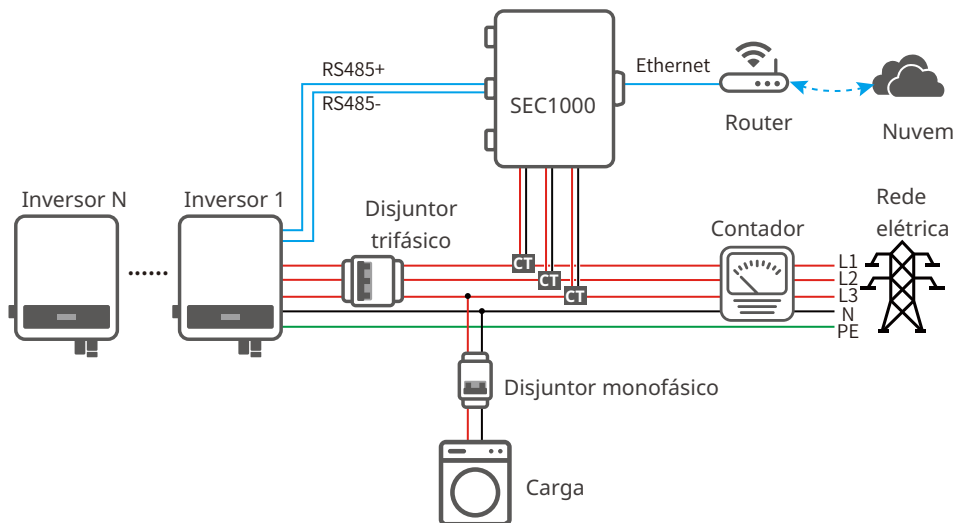 RS485+
RS485-
SEC1000
Ethernet
Router
Nuvem
Inversor N
Inversor 1
Disjuntor
trifásico
Contador
Rede
elétrica
CT
CT
CT
L1
L2
L3
N
PE
Disjuntor monofásico
Carga